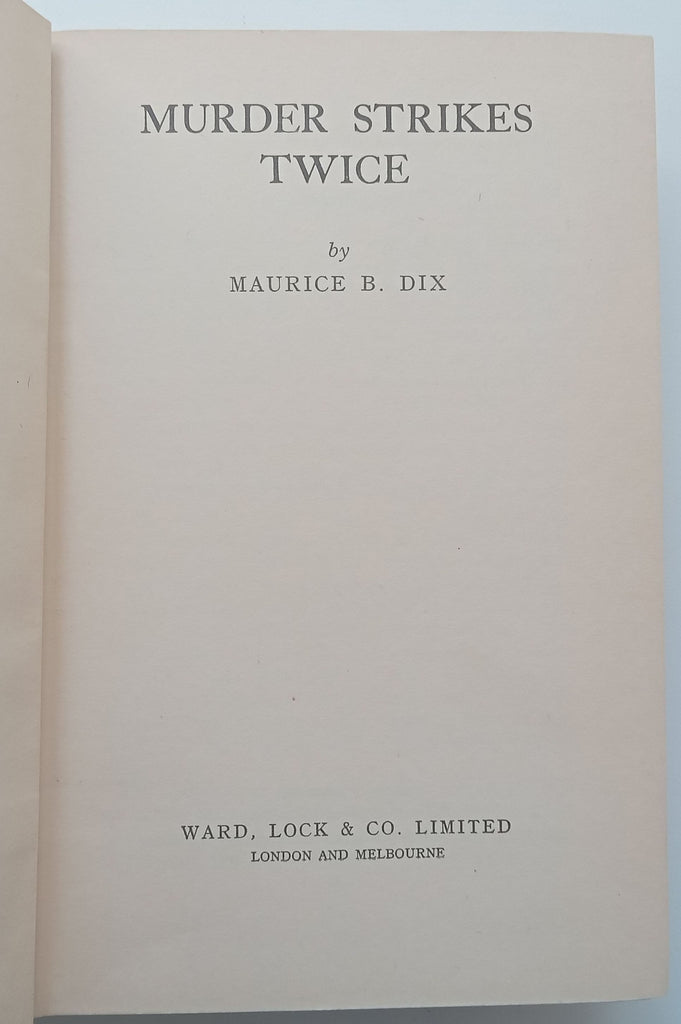 MURDER STRIKES
TWICE
by
MAURICE B. DIX
WARD, LOCK & CO. LIMITED
LONDON AND MELBOURNE